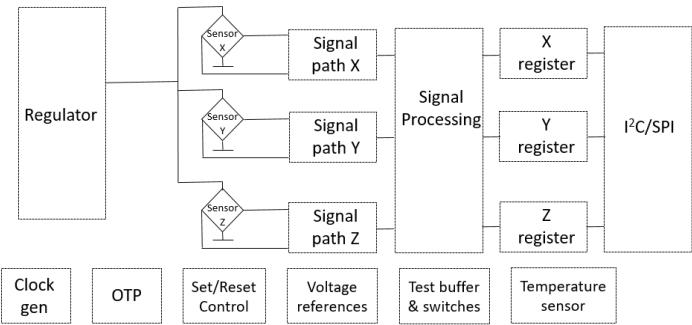 Regulator
Sensor
X
Sensor
Y
Sensor
Z
Signal
path X
Signal
path Y
Signal
path Z
Signal
Processing
X
register
Y
register
Z
register
I²C/SPI
Clock
gen
OTP
Set/Reset
Control
Voltage
references
Test buffer
& switches
Temperature
sensor